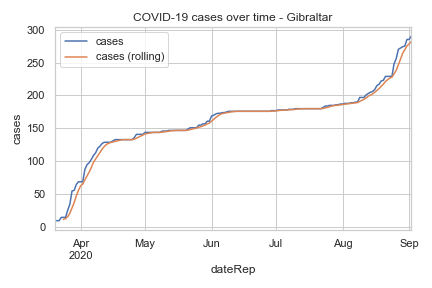 COVID-19 cases over time - Gibraltar
cases
cases (rolling)
300
250
200
150
100
50
0
cases
Apr
2020
May
Jun
Jul
Aug
Sep
dateRep